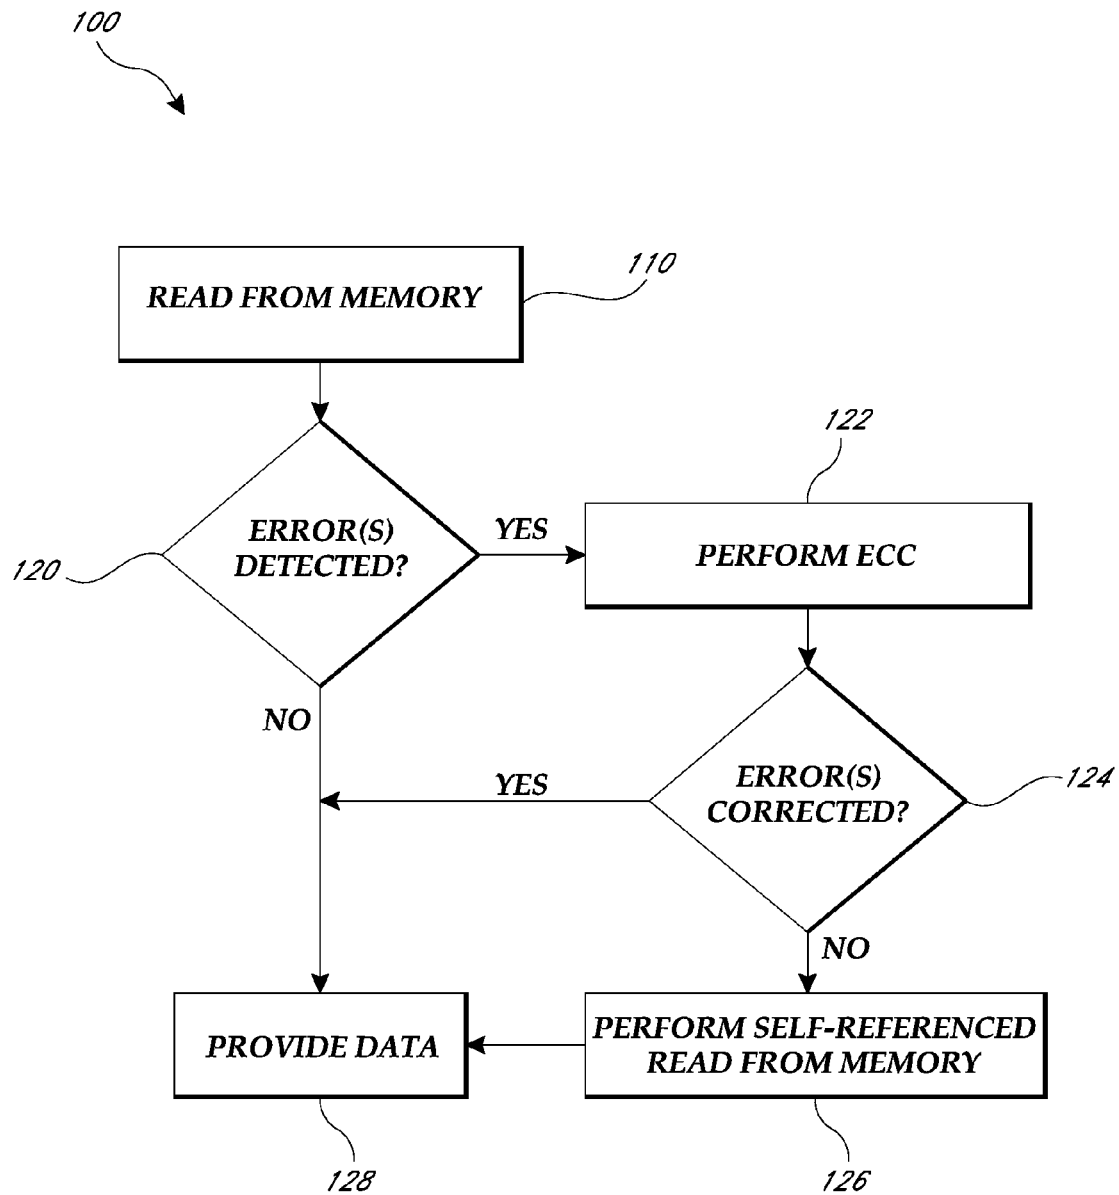 100
READ FROM MEMORY
110
122
ERROR(S)
DETECTED?
YES
PERFORM ECC
120
NO
YES
ERROR(S)
CORRECTED?
124
NO
PROVIDE DATA
PERFORM SELF-REFERENCED
READ FROM MEMORY
128
126